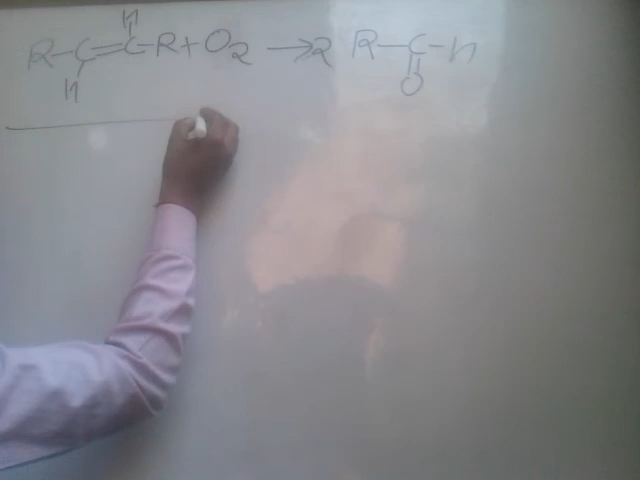 H
R-C=C-R+O2 → 2 R-C-H
H O